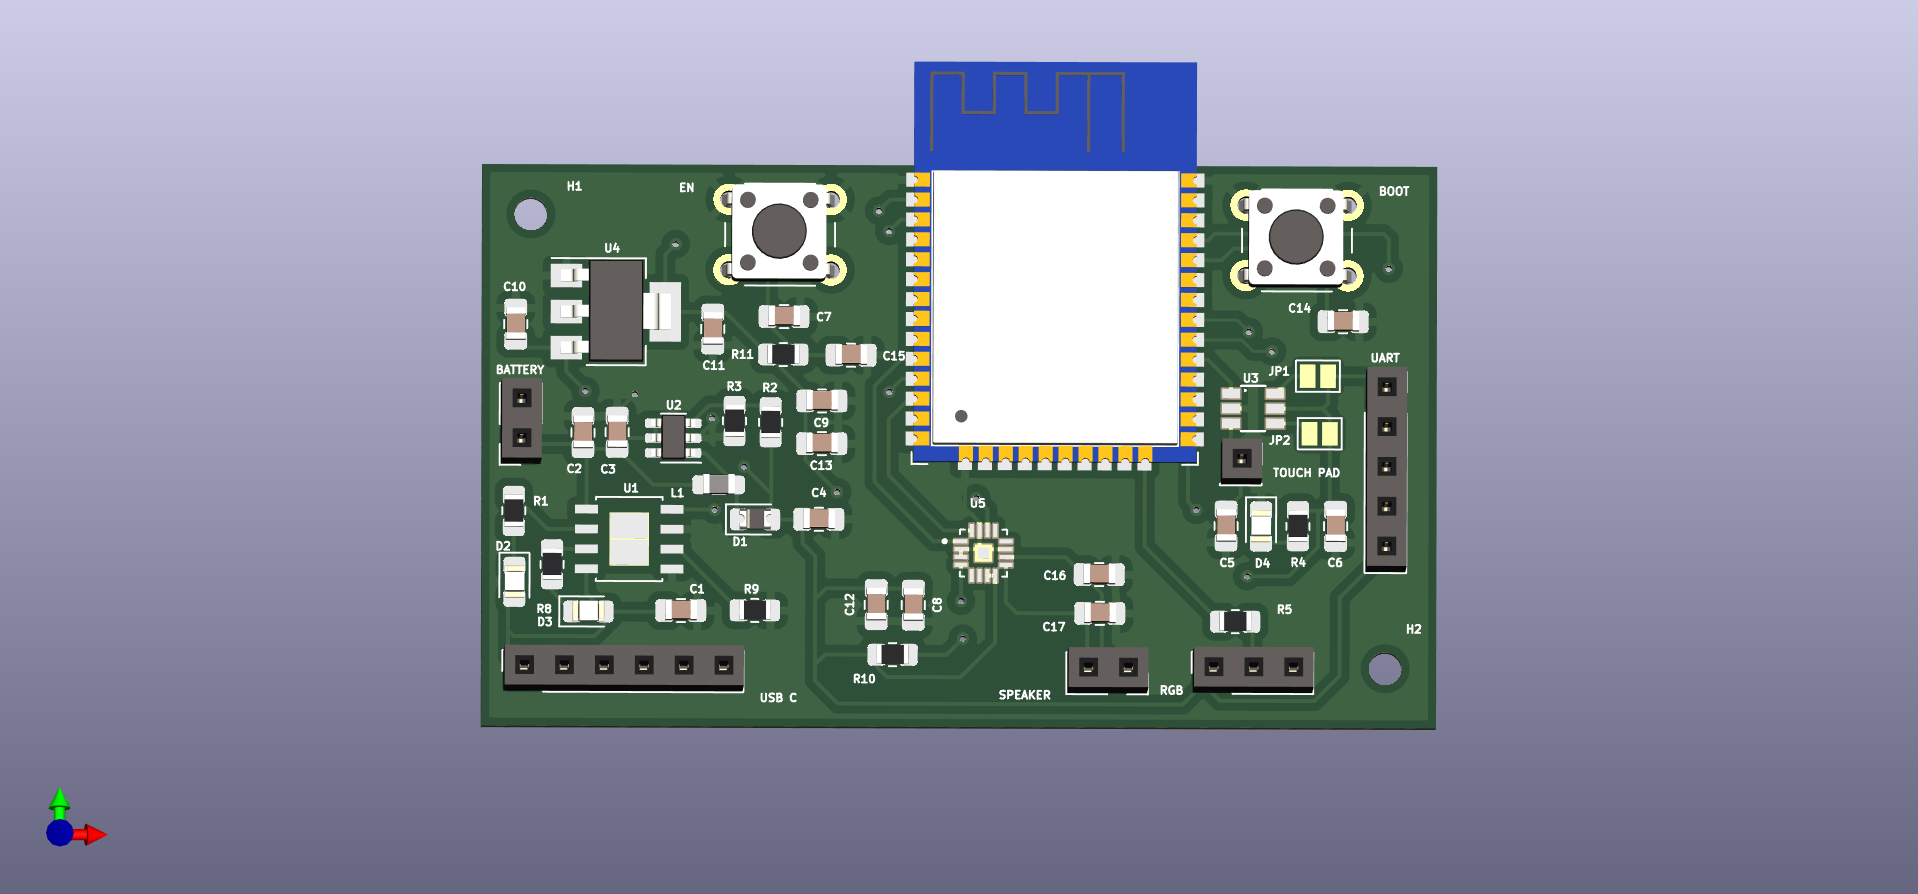 H1
EN
BOOT
U4
C10
C14
C7
R11
C15
C11
UART
BATTERY
JP1
U3
R3
R2
U2
C9
JP2
C2
C3
C13
TOUCH PAD
U1
L1
C4
R1
U5
D1
D2
C5
D4
R4
C6
C16
C1
R9
R8
D3
C12
C8
R5
C17
H2
R10
SPEAKER
RGB
USB C